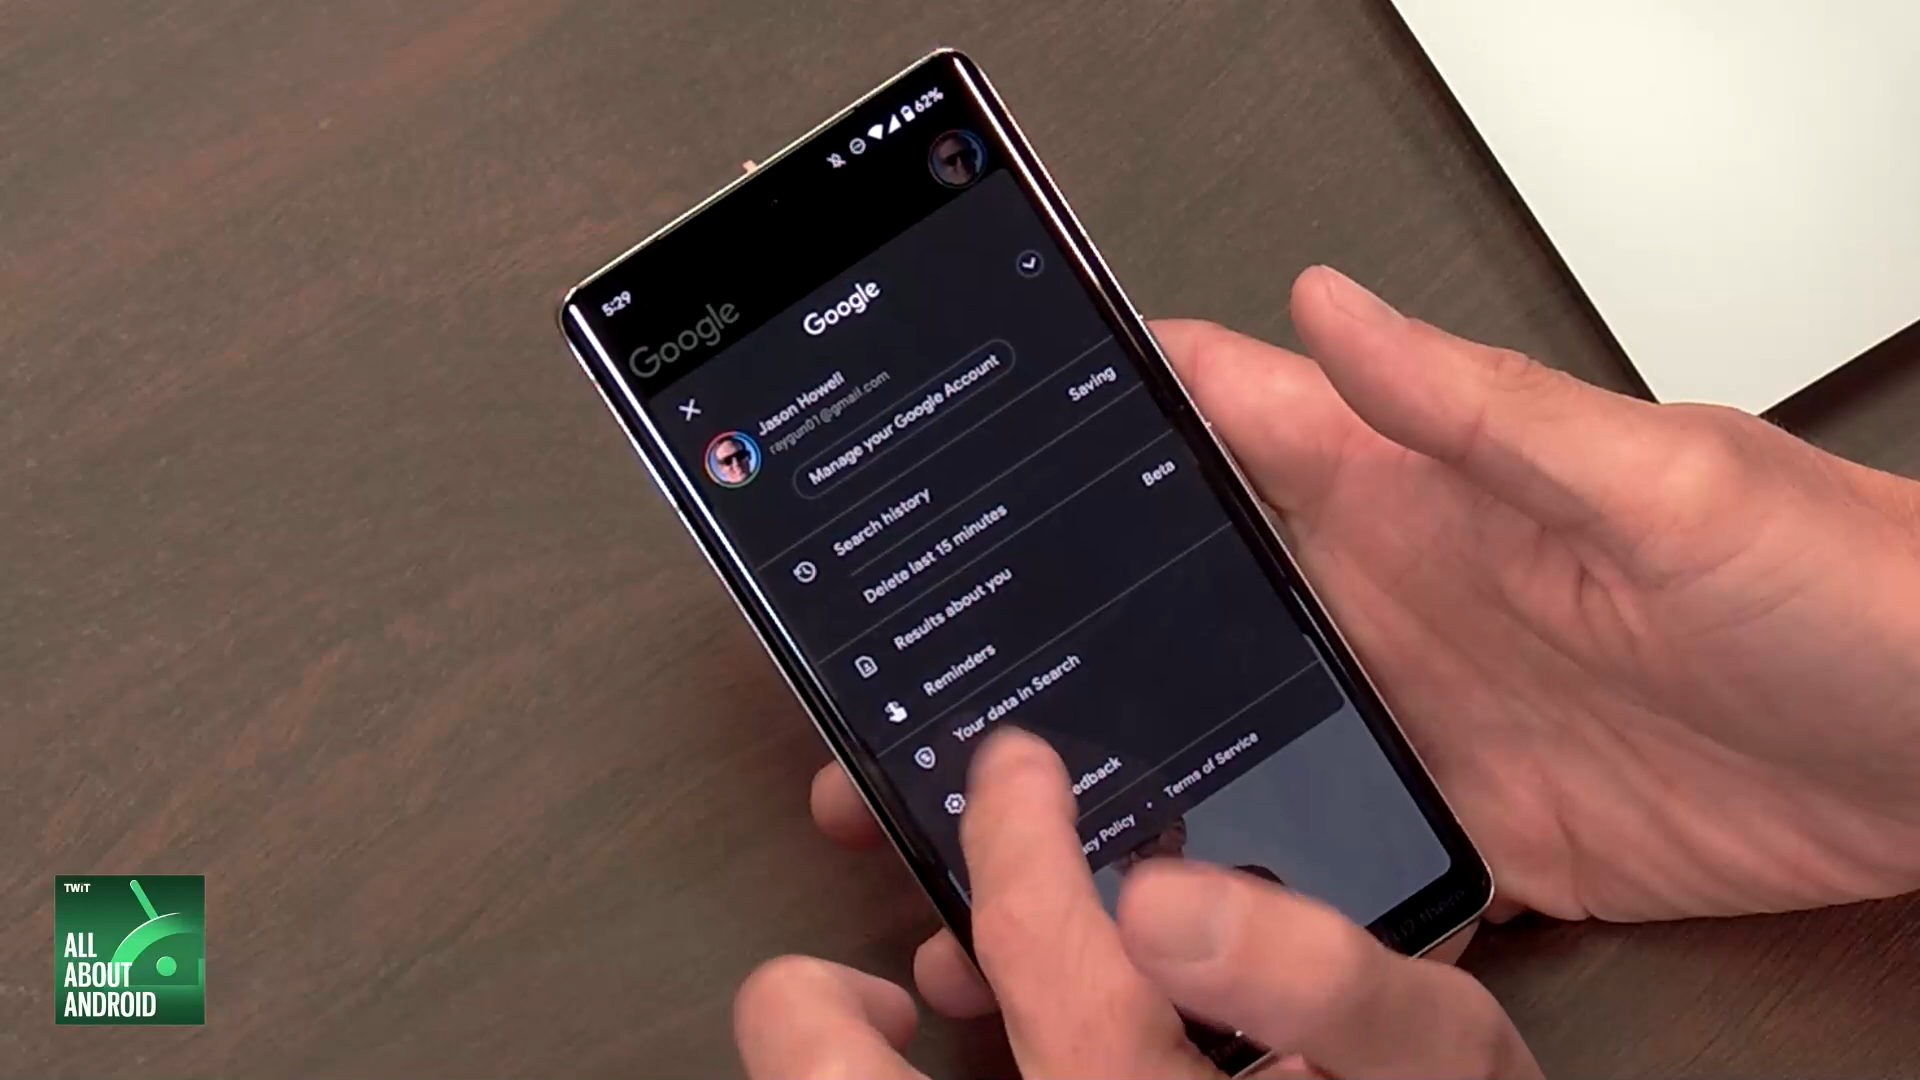 62%
5:29
Google
Google
Jason Howell
raygun01@gmail.com
Manage your Google Account
Search history
Saving
Delete last 15 minutes
Results about you
Beta
Reminders
Your data in Search
edback
cy Policy • Terms of Service
TWiT
ALL
ABOUT
ANDROID